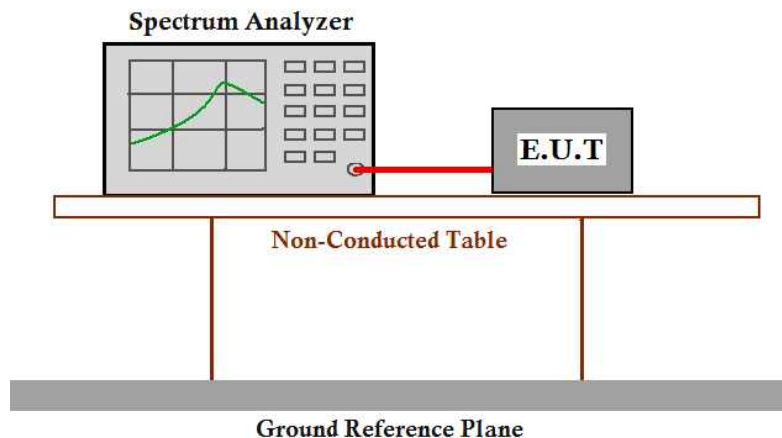 Spectrum Analyzer
E.U.T
Non-Conducted Table
Ground Reference Plane